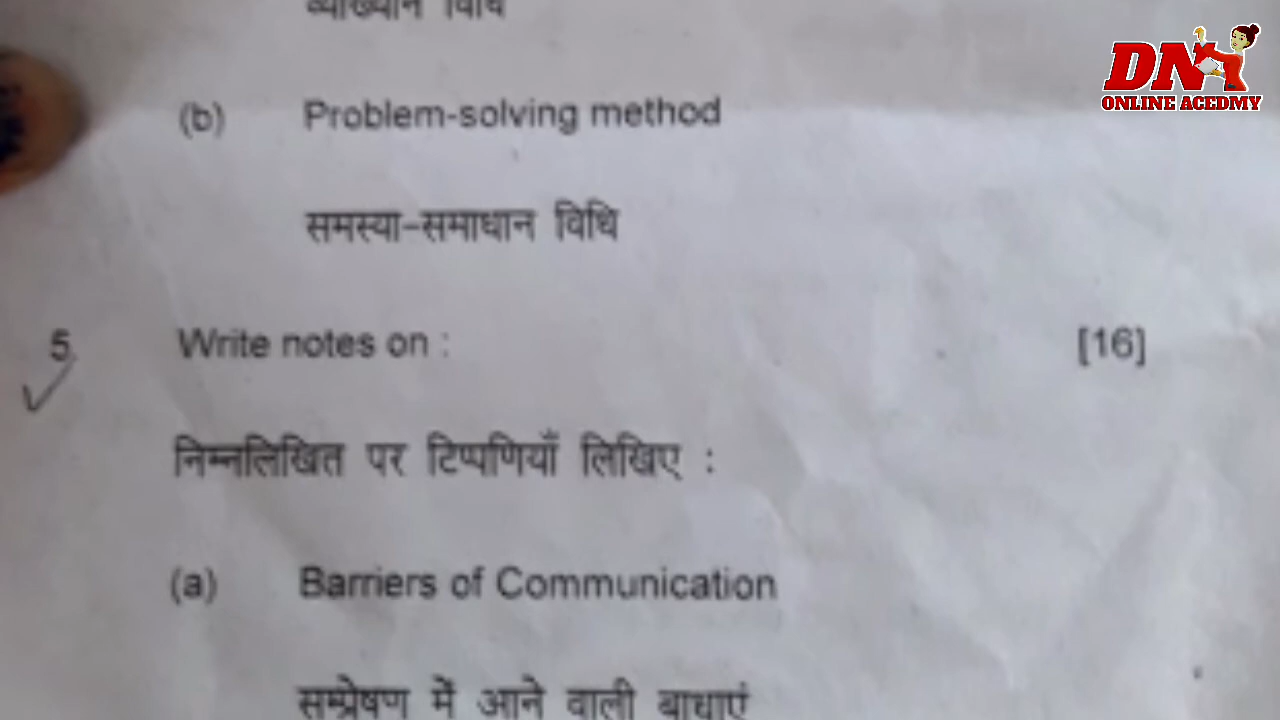 व्याख्यान विधि
DN
ONLINE ACEDMY
(b) Problem-solving method
समस्या-समाधान विधि
5. Write notes on : [16]
निम्नलिखित पर टिप्पणियाँ लिखिए :
(a) Barriers of Communication
सम्प्रेषण में आने वाली बाधाएं